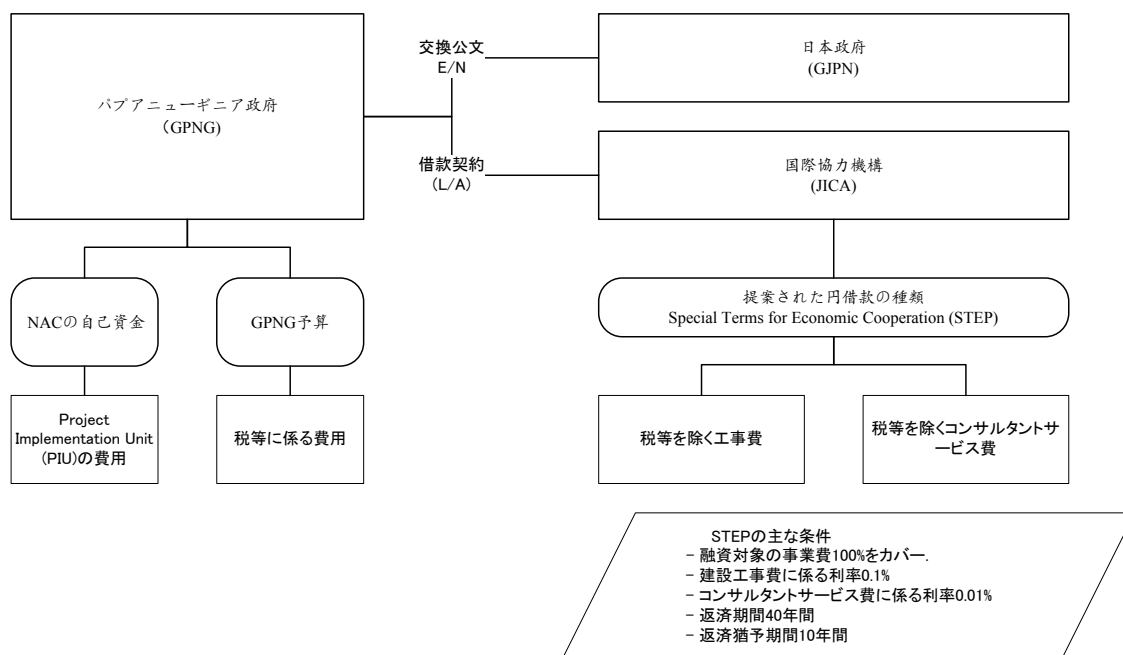 パプアニューギニア政府
(GPNG)
交換公文
E/N
借款契約
(L/A)
日本政府
(GJPN)
国際協力機構
(JICA)
NACの自己資金
GPNG予算
提案された円借款の種類
Special Terms for Economic Cooperation (STEP)
Project
Implementation Unit
(PIU)の費用
税等に係る費用
税等を除く工事費
税等を除くコンサルタントサ
ービス費
STEPの主な条件
- 融資対象の事業費100%をカバー.
- 建設工事費に係る利率0.1%
- コンサルタントサービス費に係る利率0.01%
- 返済期間40年間
- 返済猶予期間10年間